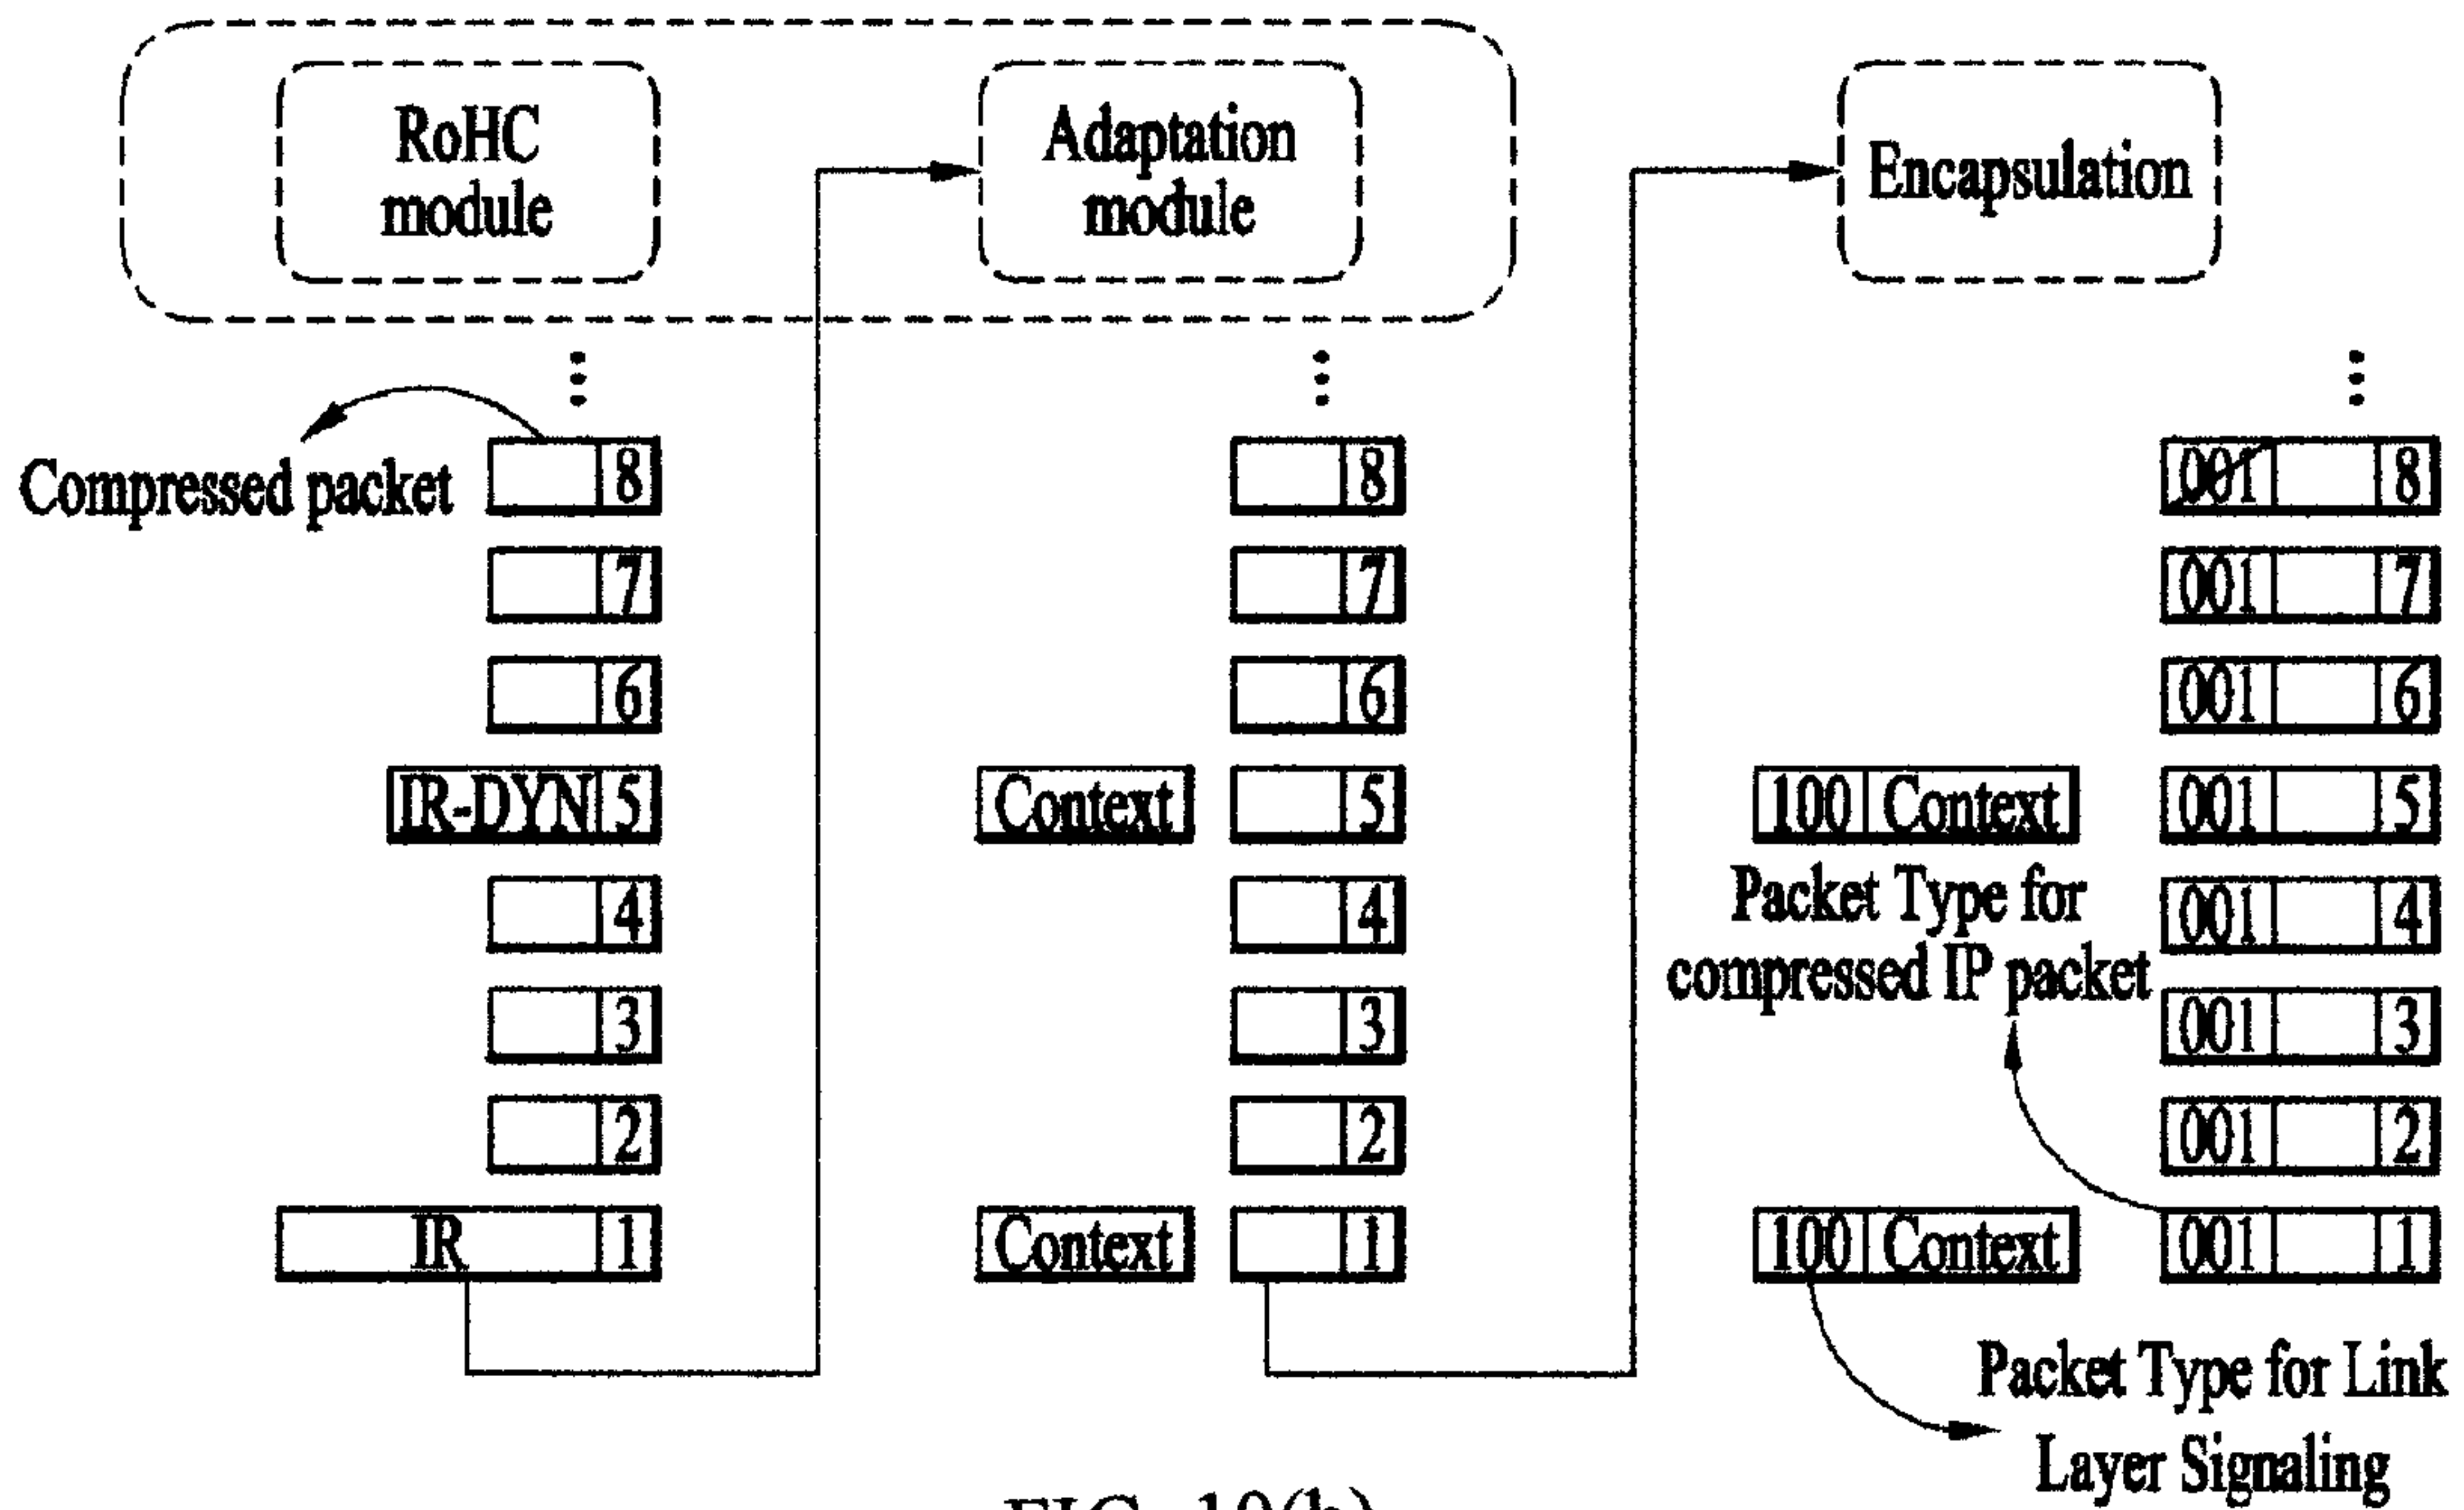 RoHC
module
Adaptation
module
Encapsulation
Compressed packet
8
7
6
IR-DYN 5
4
3
2
IR 1
8
7
6
Context 5
4
3
2
Context 1
001 8
001 7
001 6
100 Context 001 5
Packet Type for
compressed IP packet
001 4
001 3
001 2
100 Context 001 1
Packet Type for Link
Layer Signaling